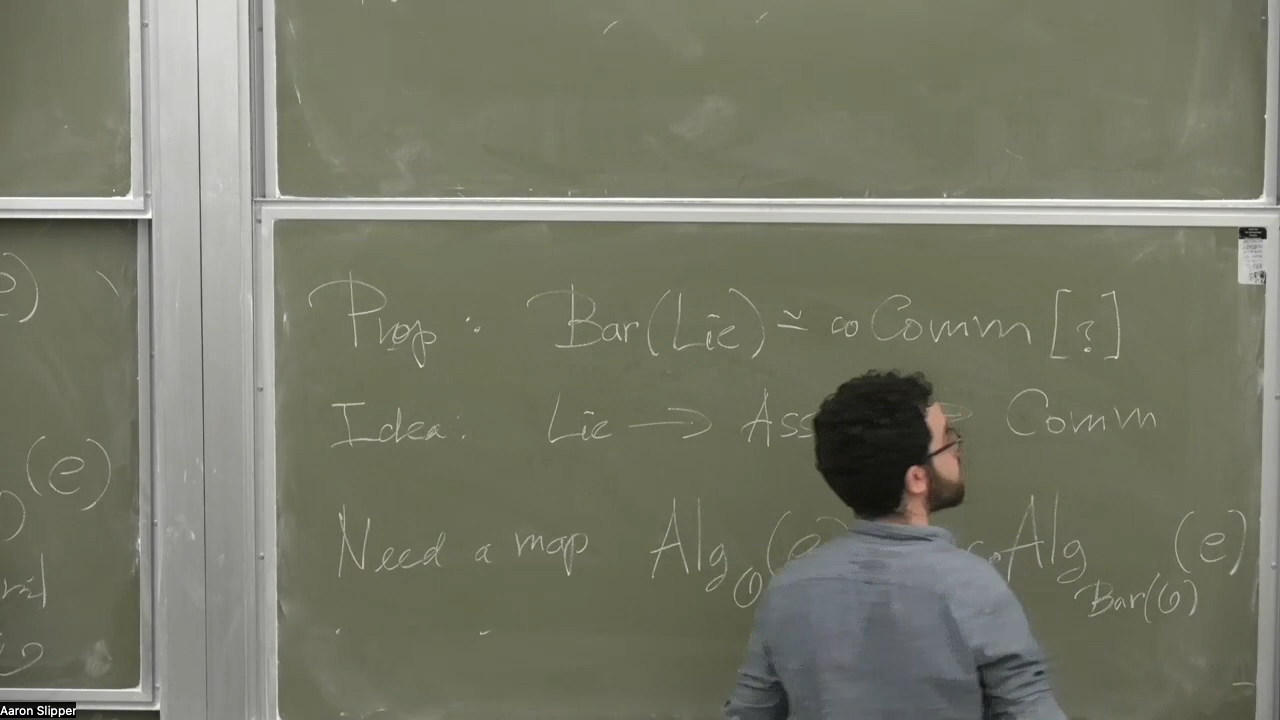 e)
(e)
Prop: Bar(Lie) ≃ coComm [?]
Idea: Lie → Ass Comm
Need a map Alg_O (e) coAlg_Bar(O) (e)
Aaron Slipper